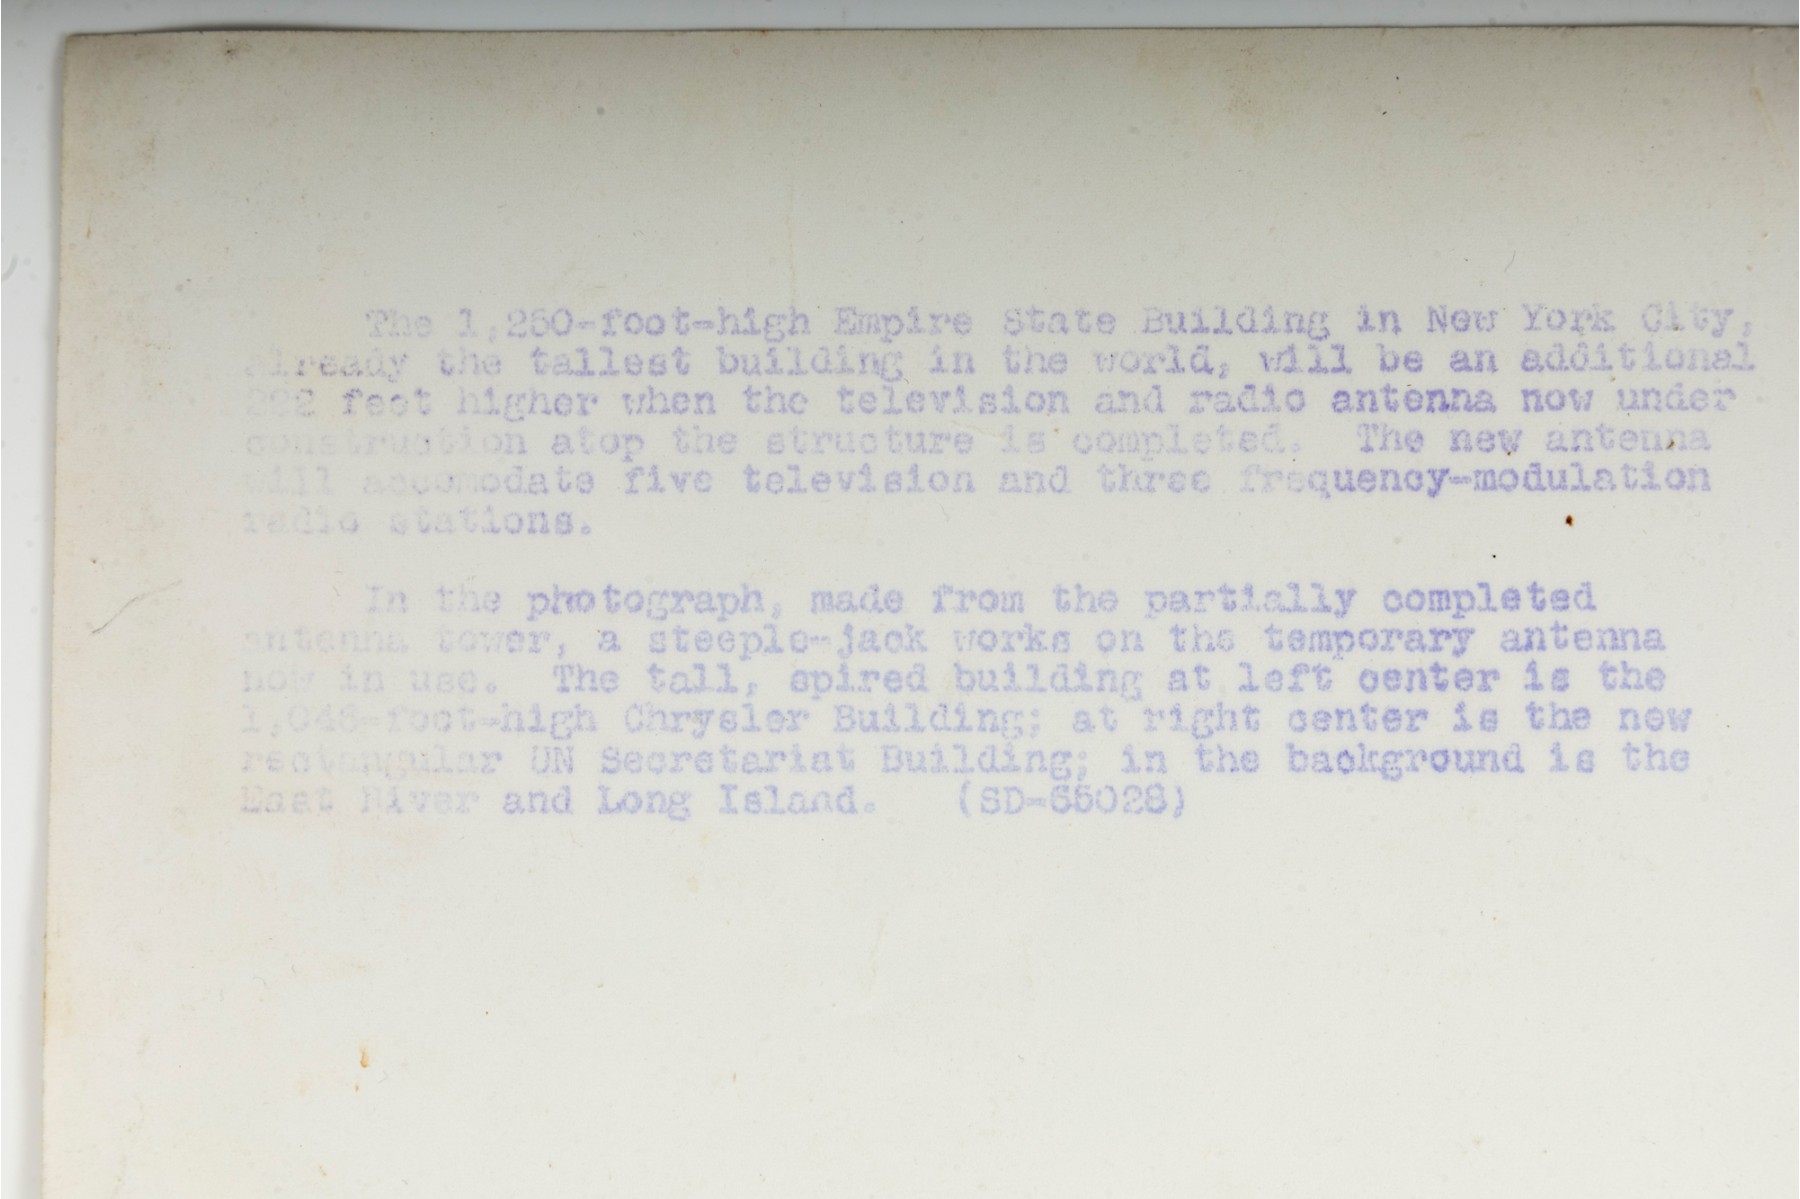 The 1,250-foot-high Empire State Building in New York City,
already the tallest building in the world, will be an additional
222 feet higher when the television and radio antenna now under
construction atop the structure is completed. The new antenna
will accomodate five television and three frequency-modulation
radio stations.
In the photograph, made from the partially completed
antenna tower, a steeple-jack works on the temporary antenna
now in use. The tall, spired building at left center is the
1,046-foot-high Chrysler Building; at right center is the new
rectangular UN Secretariat Building; in the background is the
East River and Long Island. (SD-65028)